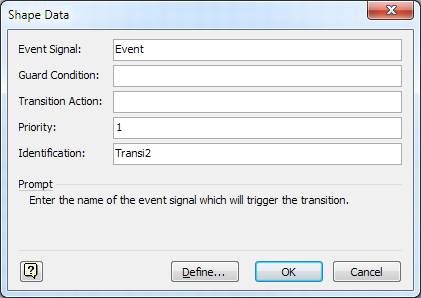 Shape Data
Event Signal: Event
Guard Condition:
Transition Action:
Priority: 1
Identification: Transi2
Prompt
Enter the name of the event signal which will trigger the transition.
? Define... OK Cancel